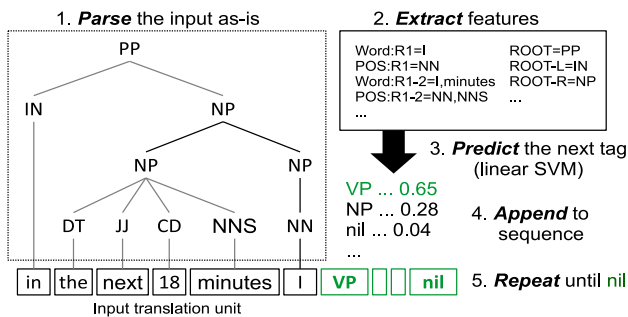 1. Parse the input as-is
PP
IN NP
NP NP
DT JJ CD NNS NN
in the next 18 minutes I VP nil
Input translation unit
2. Extract features
Word:R1=I ROOT=PP
POS:R1=NN ROOT-L=IN
Word:R1-2=I,minutes ROOT-R=NP
POS:R1-2=NN,NNS ...
...
3. Predict the next tag
(linear SVM)
VP ... 0.65
NP ... 0.28
nil ... 0.04
...
4. Append to
sequence
5. Repeat until nil